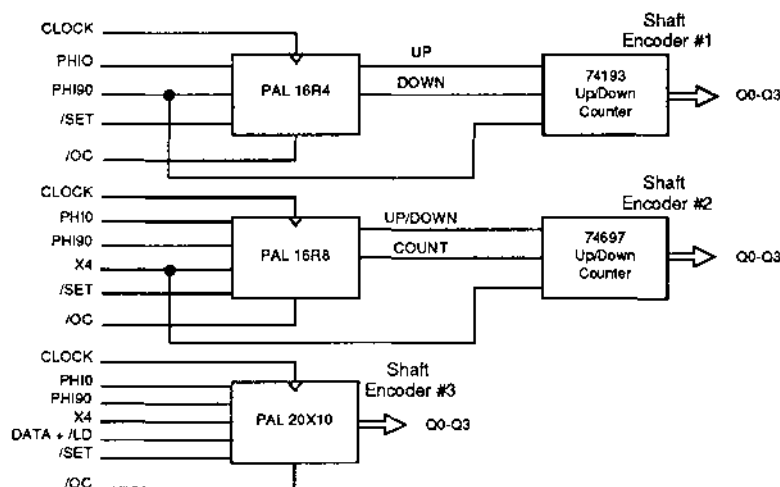 CLOCK
PHIO
PHI90
/SET
/OC
PAL 16R4
UP
DOWN
Shaft
Encoder #1
74193
Up/Down
Counter
Q0-Q3
CLOCK
PHI0
PHI90
X4
/SET
/OC
PAL 16R8
UP/DOWN
COUNT
Shaft
Encoder #2
74697
Up/Down
Counter
Q0-Q3
CLOCK
PHI0
PHI90
X4
DATA + /LD
/SET
/OC
PAL 20X10
Shaft
Encoder #3
Q0-Q3